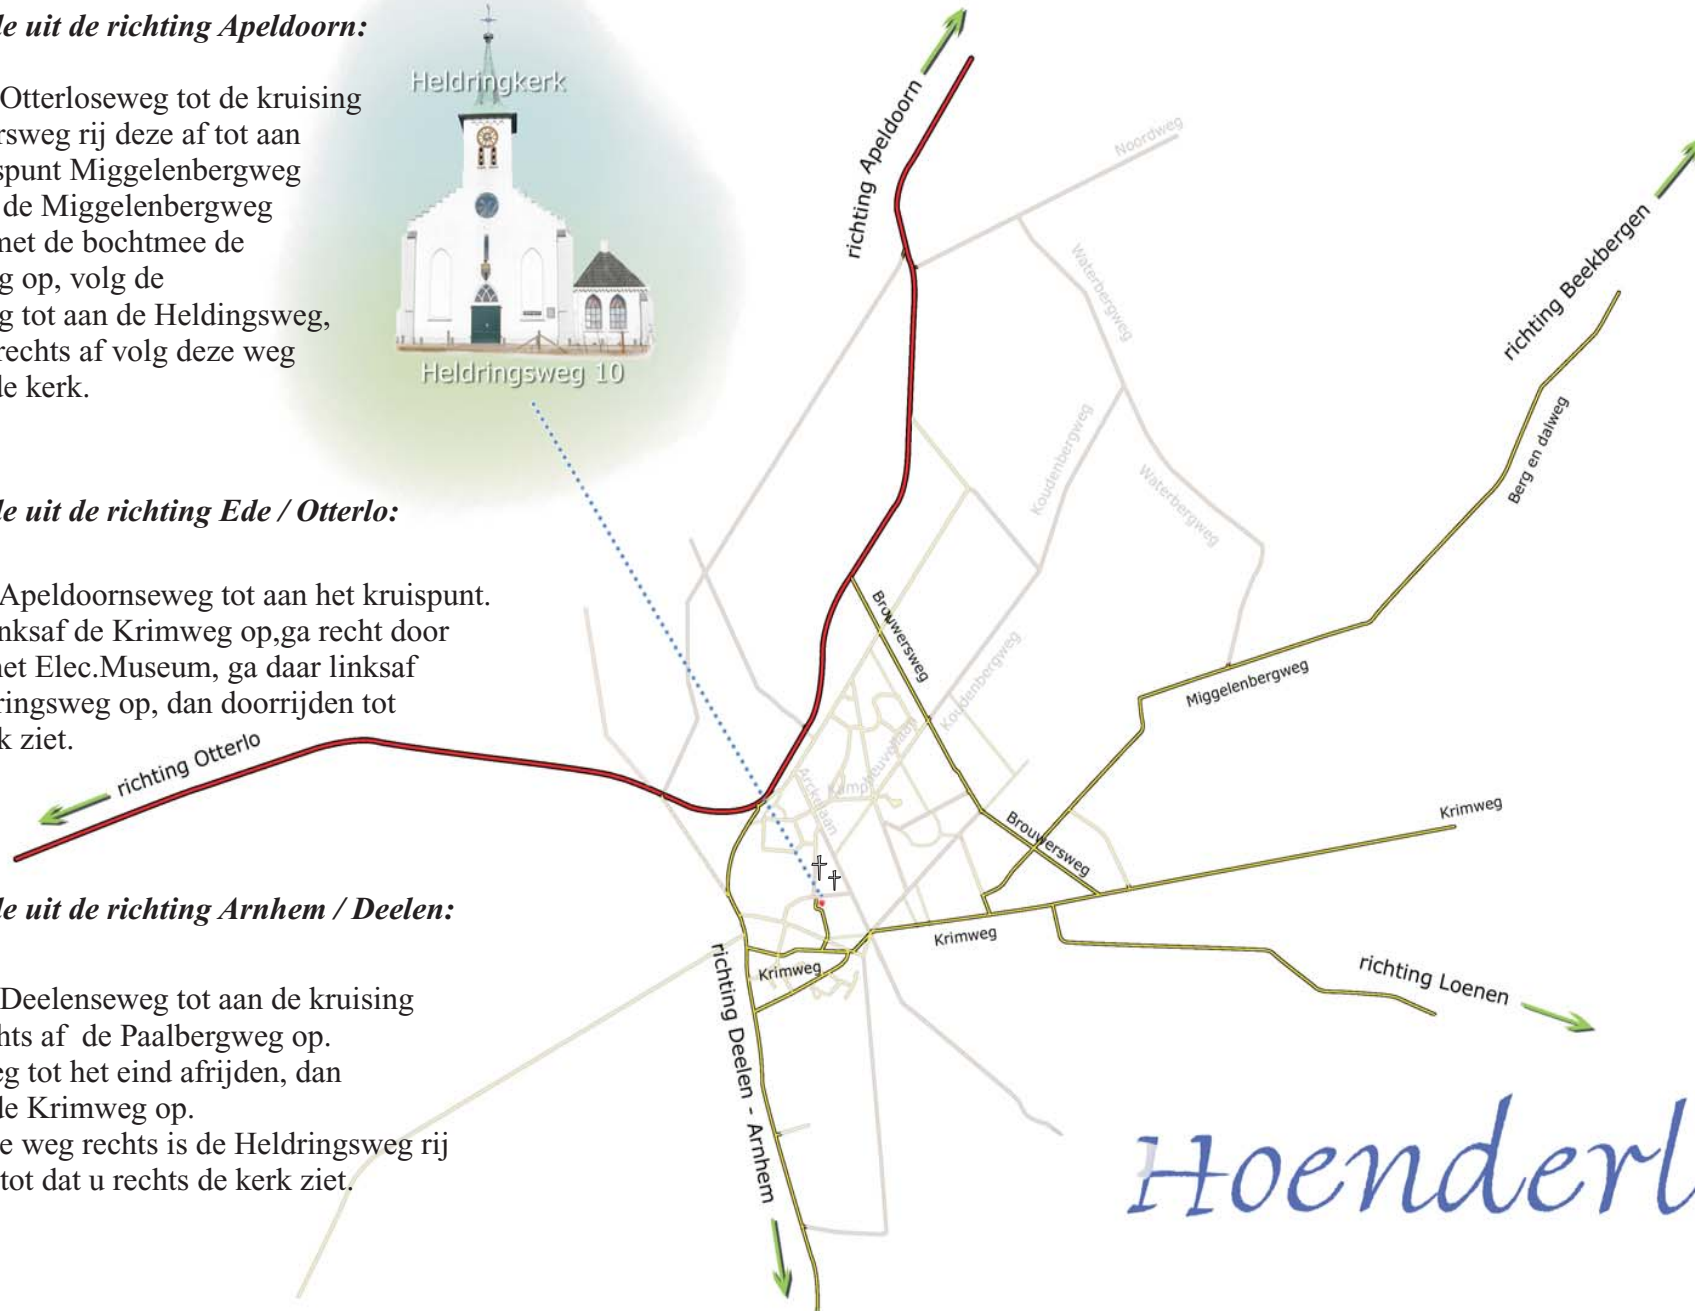 le uit de richting Apeldoorn:
Otterloseweg tot de kruising
ersweg rij deze af tot aan
spunt Miggelenbergweg
de Miggelenbergweg
met de bochtmee de
g op, volg de
g tot aan de Heldingsweg,
rechts af volg deze weg
de kerk.
Heldringkerk
Heldringsweg 10
le uit de richting Ede / Otterlo:
Apeldoornseweg tot aan het kruispunt.
nksaf de Krimweg op,ga recht door
net Elec.Museum, ga daar linksaf
ringsweg op, dan doorrijden tot
k ziet.
le uit de richting Arnhem / Deelen:
Deelenseweg tot aan de kruising
hts af de Paalbergweg op.
eg tot het eind afrijden, dan
de Krimweg op.
e weg rechts is de Heldringsweg rij
tot dat u rechts de kerk ziet.
richting Apeldoorn
Noordweg
Waterbergweg
richting Beekbergen
Berg en dalweg
Koudenbergweg
Waterbergweg
Brouwersweg
Koudenbergweg
Miggelenbergweg
richting Otterlo
Arckelaan
Brouwersweg
Krimweg
Krimweg
Krimweg
richting Loenen
richting Deelen - Arnhem
Hoenderl